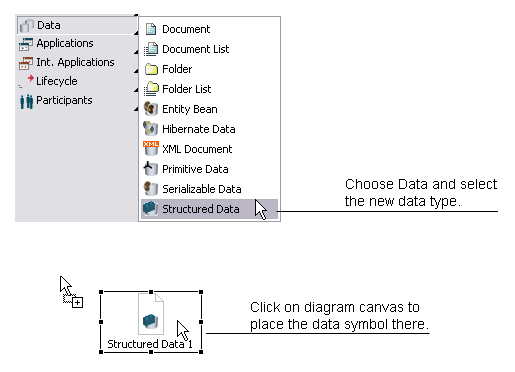 Data
Applications
Int. Applications
Lifecycle
Participants
Document
Document List
Folder
Folder List
Entity Bean
Hibernate Data
XML
XML Document
Primitive Data
Serializable Data
Structured Data
Choose Data and select
the new data type.
Click on diagram canvas to
place the data symbol there.
Structured Data 1